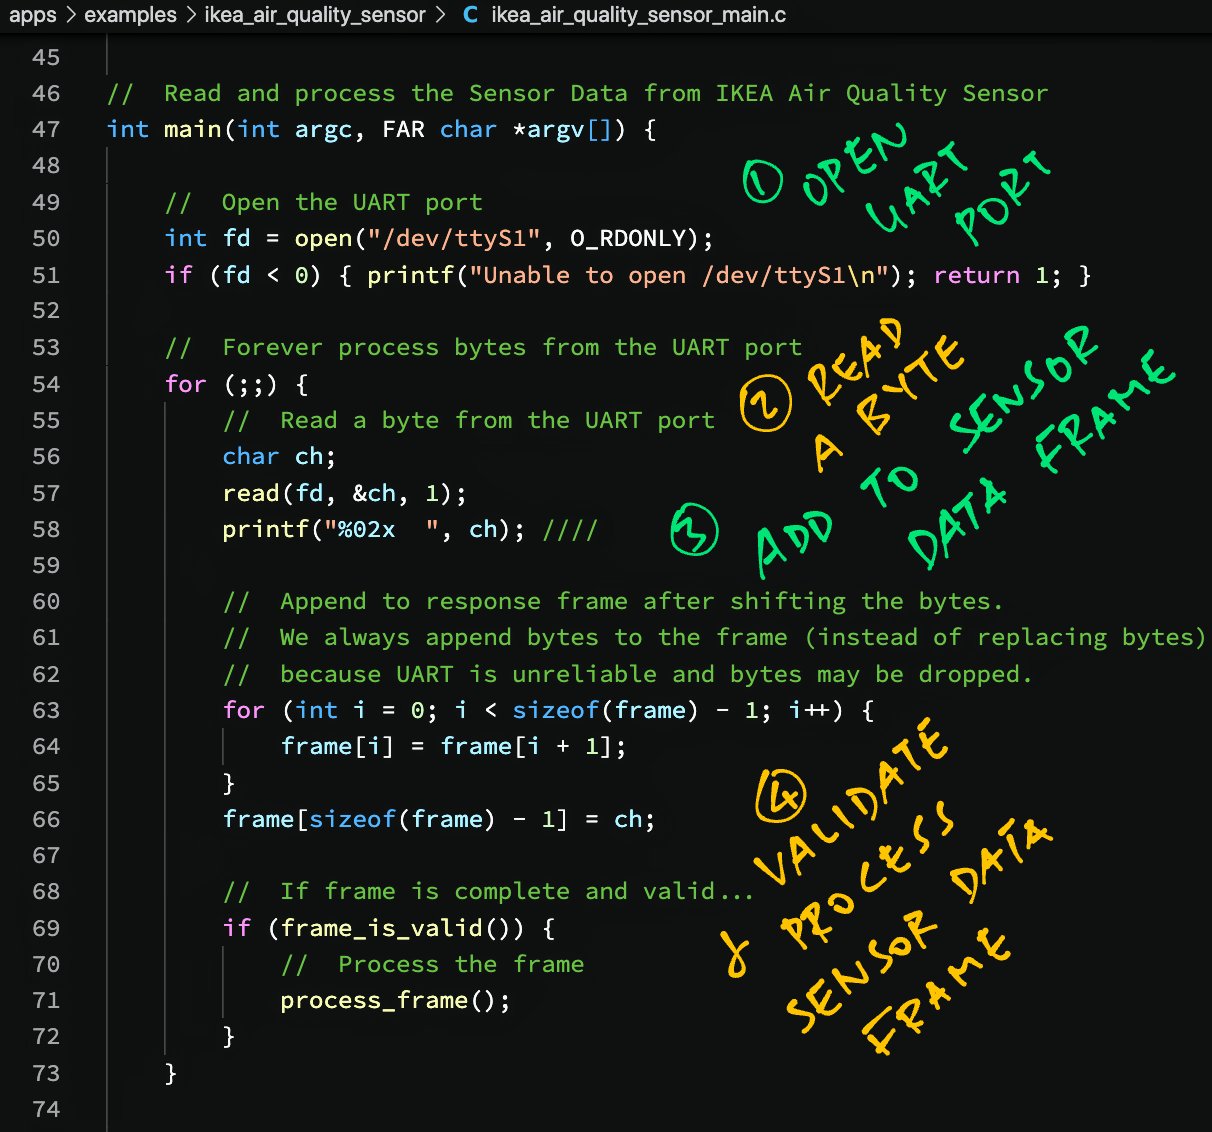 apps > examples > ikea_air_quality_sensor > C ikea_air_quality_sensor_main.c
45
46 //  Read and process the Sensor Data from IKEA Air Quality Sensor
47 int main(int argc, FAR char *argv[]) {
48
49     //  Open the UART port
50     int fd = open("/dev/ttyS1", O_RDONLY);
51     if (fd < 0) { printf("Unable to open /dev/ttyS1\n"); return 1; }
52
53     //  Forever process bytes from the UART port
54     for (;;) {
55         //  Read a byte from the UART port
56         char ch;
57         read(fd, &ch, 1);
58         printf("%02x  ", ch); ////
59
60         //  Append to response frame after shifting the bytes.
61         //  We always append bytes to the frame (instead of replacing bytes)
62         //  because UART is unreliable and bytes may be dropped.
63         for (int i = 0; i < sizeof(frame) - 1; i++) {
64             frame[i] = frame[i + 1];
65         }
66         frame[sizeof(frame) - 1] = ch;
67
68         //  If frame is complete and valid...
69         if (frame_is_valid()) {
70             //  Process the frame
71             process_frame();
72         }
73     }
74
1 OPEN
UART
PORT
2 READ
A BYTE
3 ADD TO SENSOR
DATA FRAME
4
VALIDATE
& PROCESS
SENSOR DATA
FRAME